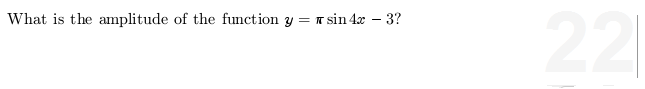 What is the amplitude of the function y = π sin 4x − 3?
22